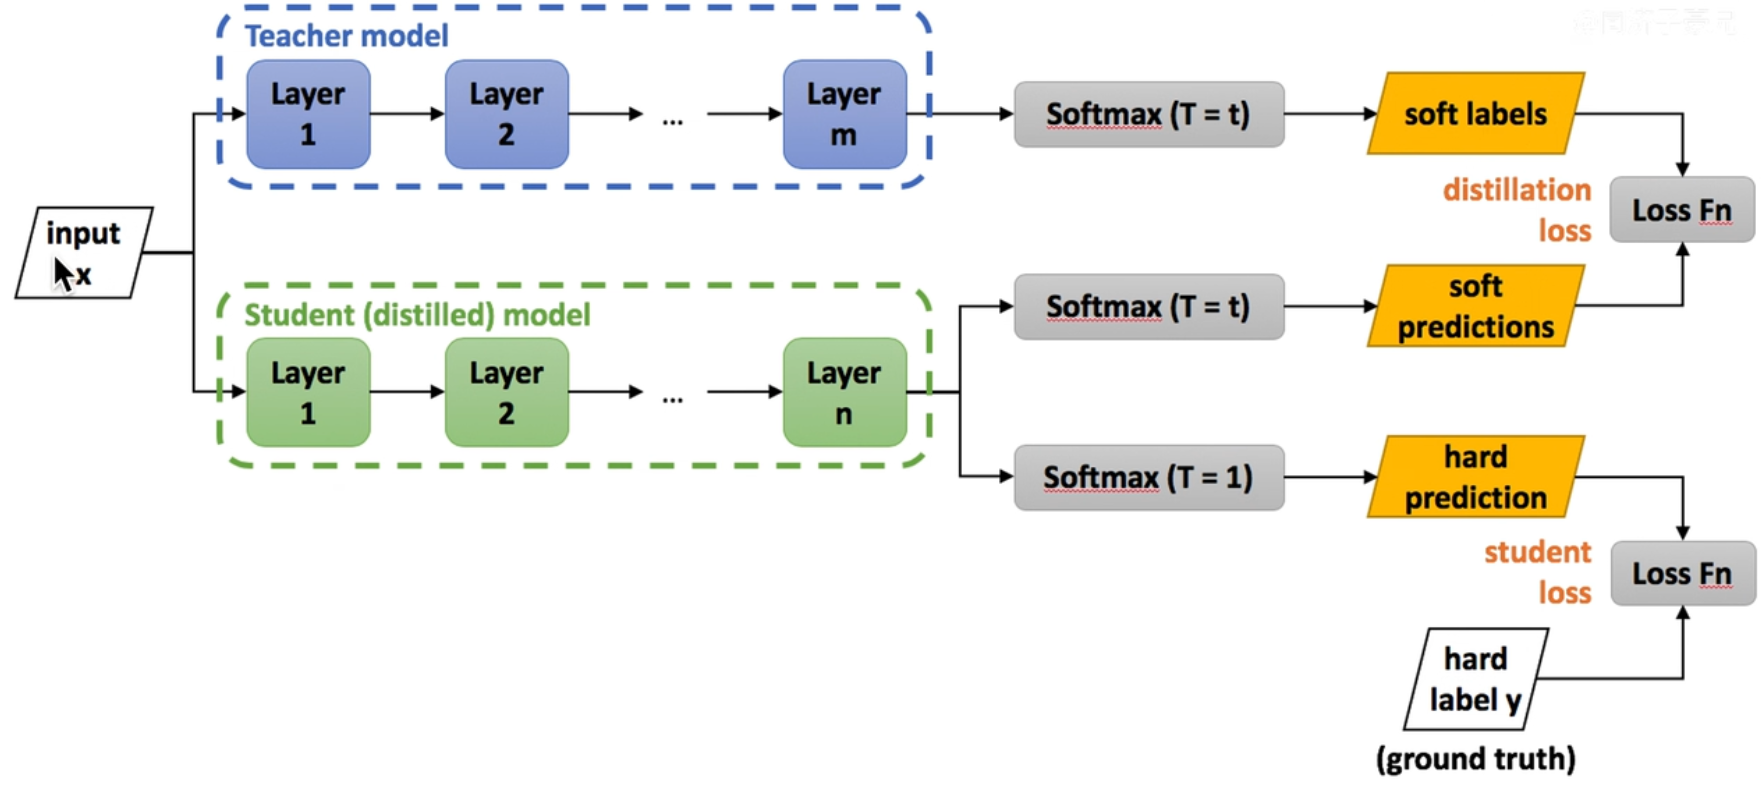 Teacher model
Layer
1
Layer
2
...
Layer
m
Softmax (T = t)
soft labels
distillation
loss
Loss Fn
input
x
Student (distilled) model
Layer
1
Layer
2
...
Layer
n
Softmax (T = t)
soft
predictions
Softmax (T = 1)
hard
prediction
student
loss
Loss Fn
hard
label y
(ground truth)